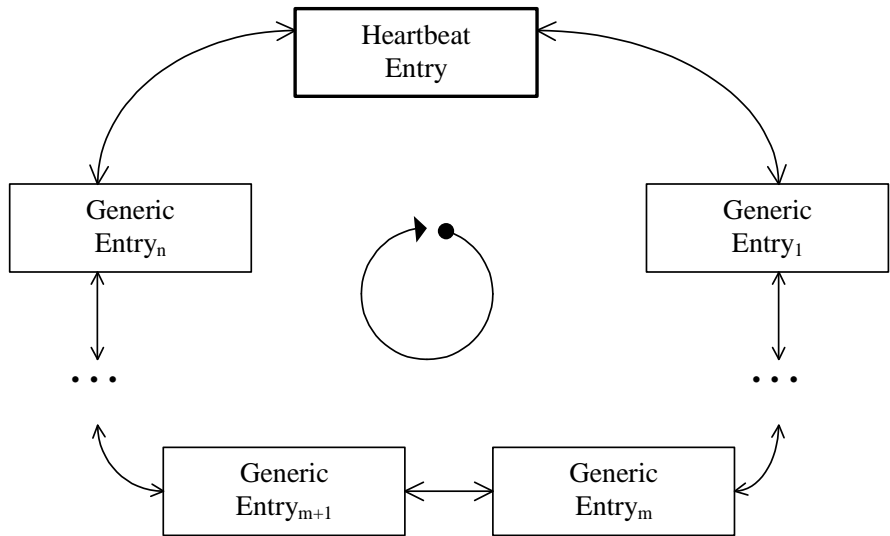 Heartbeat
Entry
Generic
Entryₙ
Generic
Entry₁
• • •
• • •
Generic
Entryₘ₊₁
Generic
Entryₘ